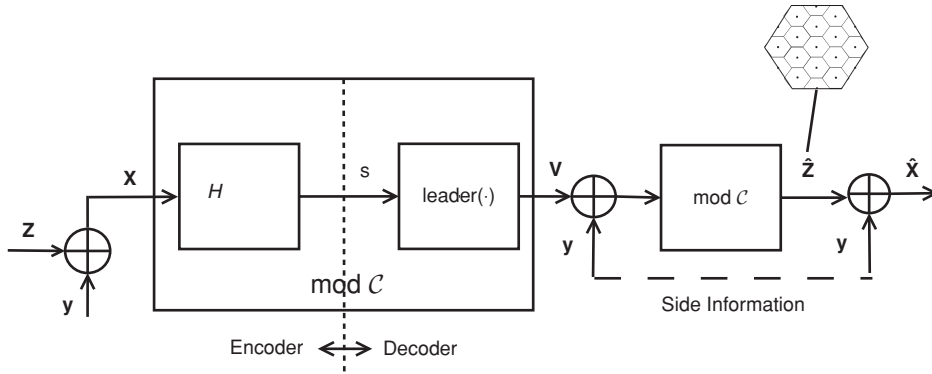 Z
y
X
H
s
leader(·)
mod 𝒞
V
y
mod 𝒞
Ẑ
X̂
y
Side Information
Encoder
Decoder